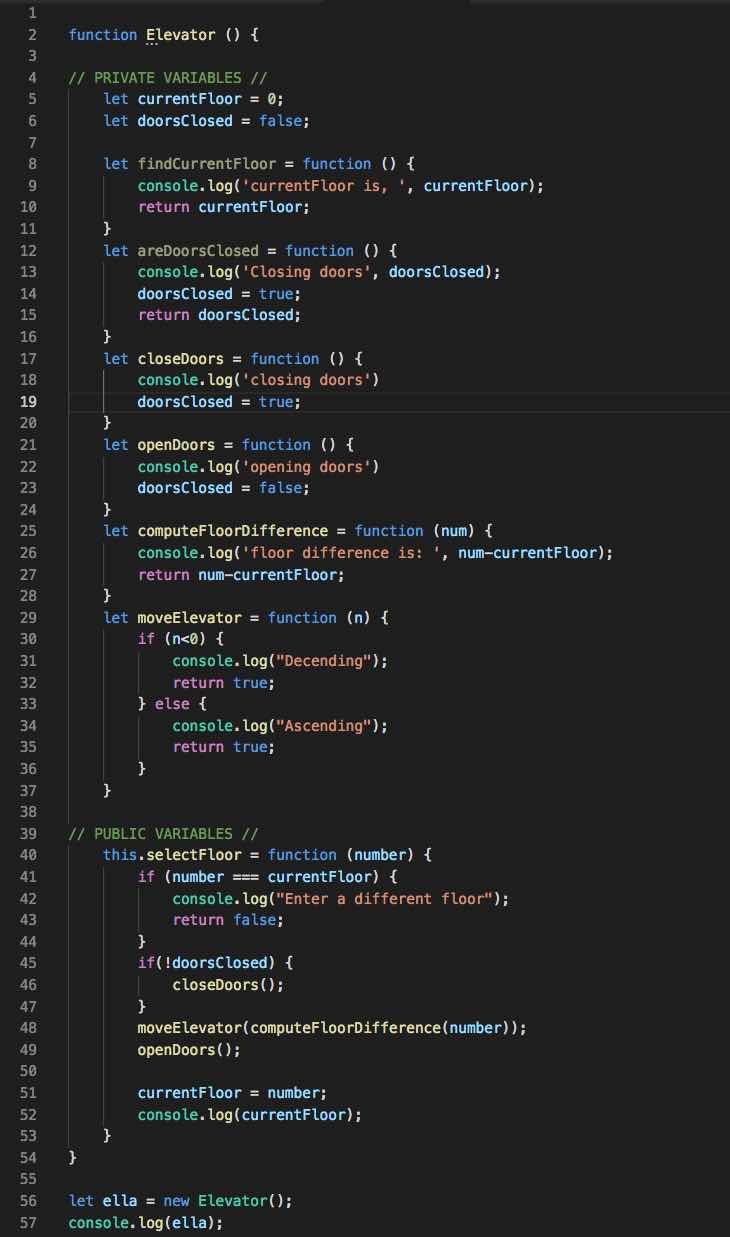 1
2 function Elevator () {
3
4 // PRIVATE VARIABLES //
5     let currentFloor = 0;
6     let doorsClosed = false;
7
8     let findCurrentFloor = function () {
9         console.log('currentFloor is, ', currentFloor);
10         return currentFloor;
11     }
12     let areDoorsClosed = function () {
13         console.log('Closing doors', doorsClosed);
14         doorsClosed = true;
15         return doorsClosed;
16     }
17     let closeDoors = function () {
18         console.log('closing doors')
19         doorsClosed = true;
20     }
21     let openDoors = function () {
22         console.log('opening doors')
23         doorsClosed = false;
24     }
25     let computeFloorDifference = function (num) {
26         console.log('floor difference is: ', num-currentFloor);
27         return num-currentFloor;
28     }
29     let moveElevator = function (n) {
30         if (n<0) {
31             console.log("Decending");
32             return true;
33         } else {
34             console.log("Ascending");
35             return true;
36         }
37     }
38
39 // PUBLIC VARIABLES //
40     this.selectFloor = function (number) {
41         if (number === currentFloor) {
42             console.log("Enter a different floor");
43             return false;
44         }
45         if(!doorsClosed) {
46             closeDoors();
47         }
48         moveElevator(computeFloorDifference(number));
49         openDoors();
50
51         currentFloor = number;
52         console.log(currentFloor);
53     }
54 }
55
56 let ella = new Elevator();
57 console.log(ella);